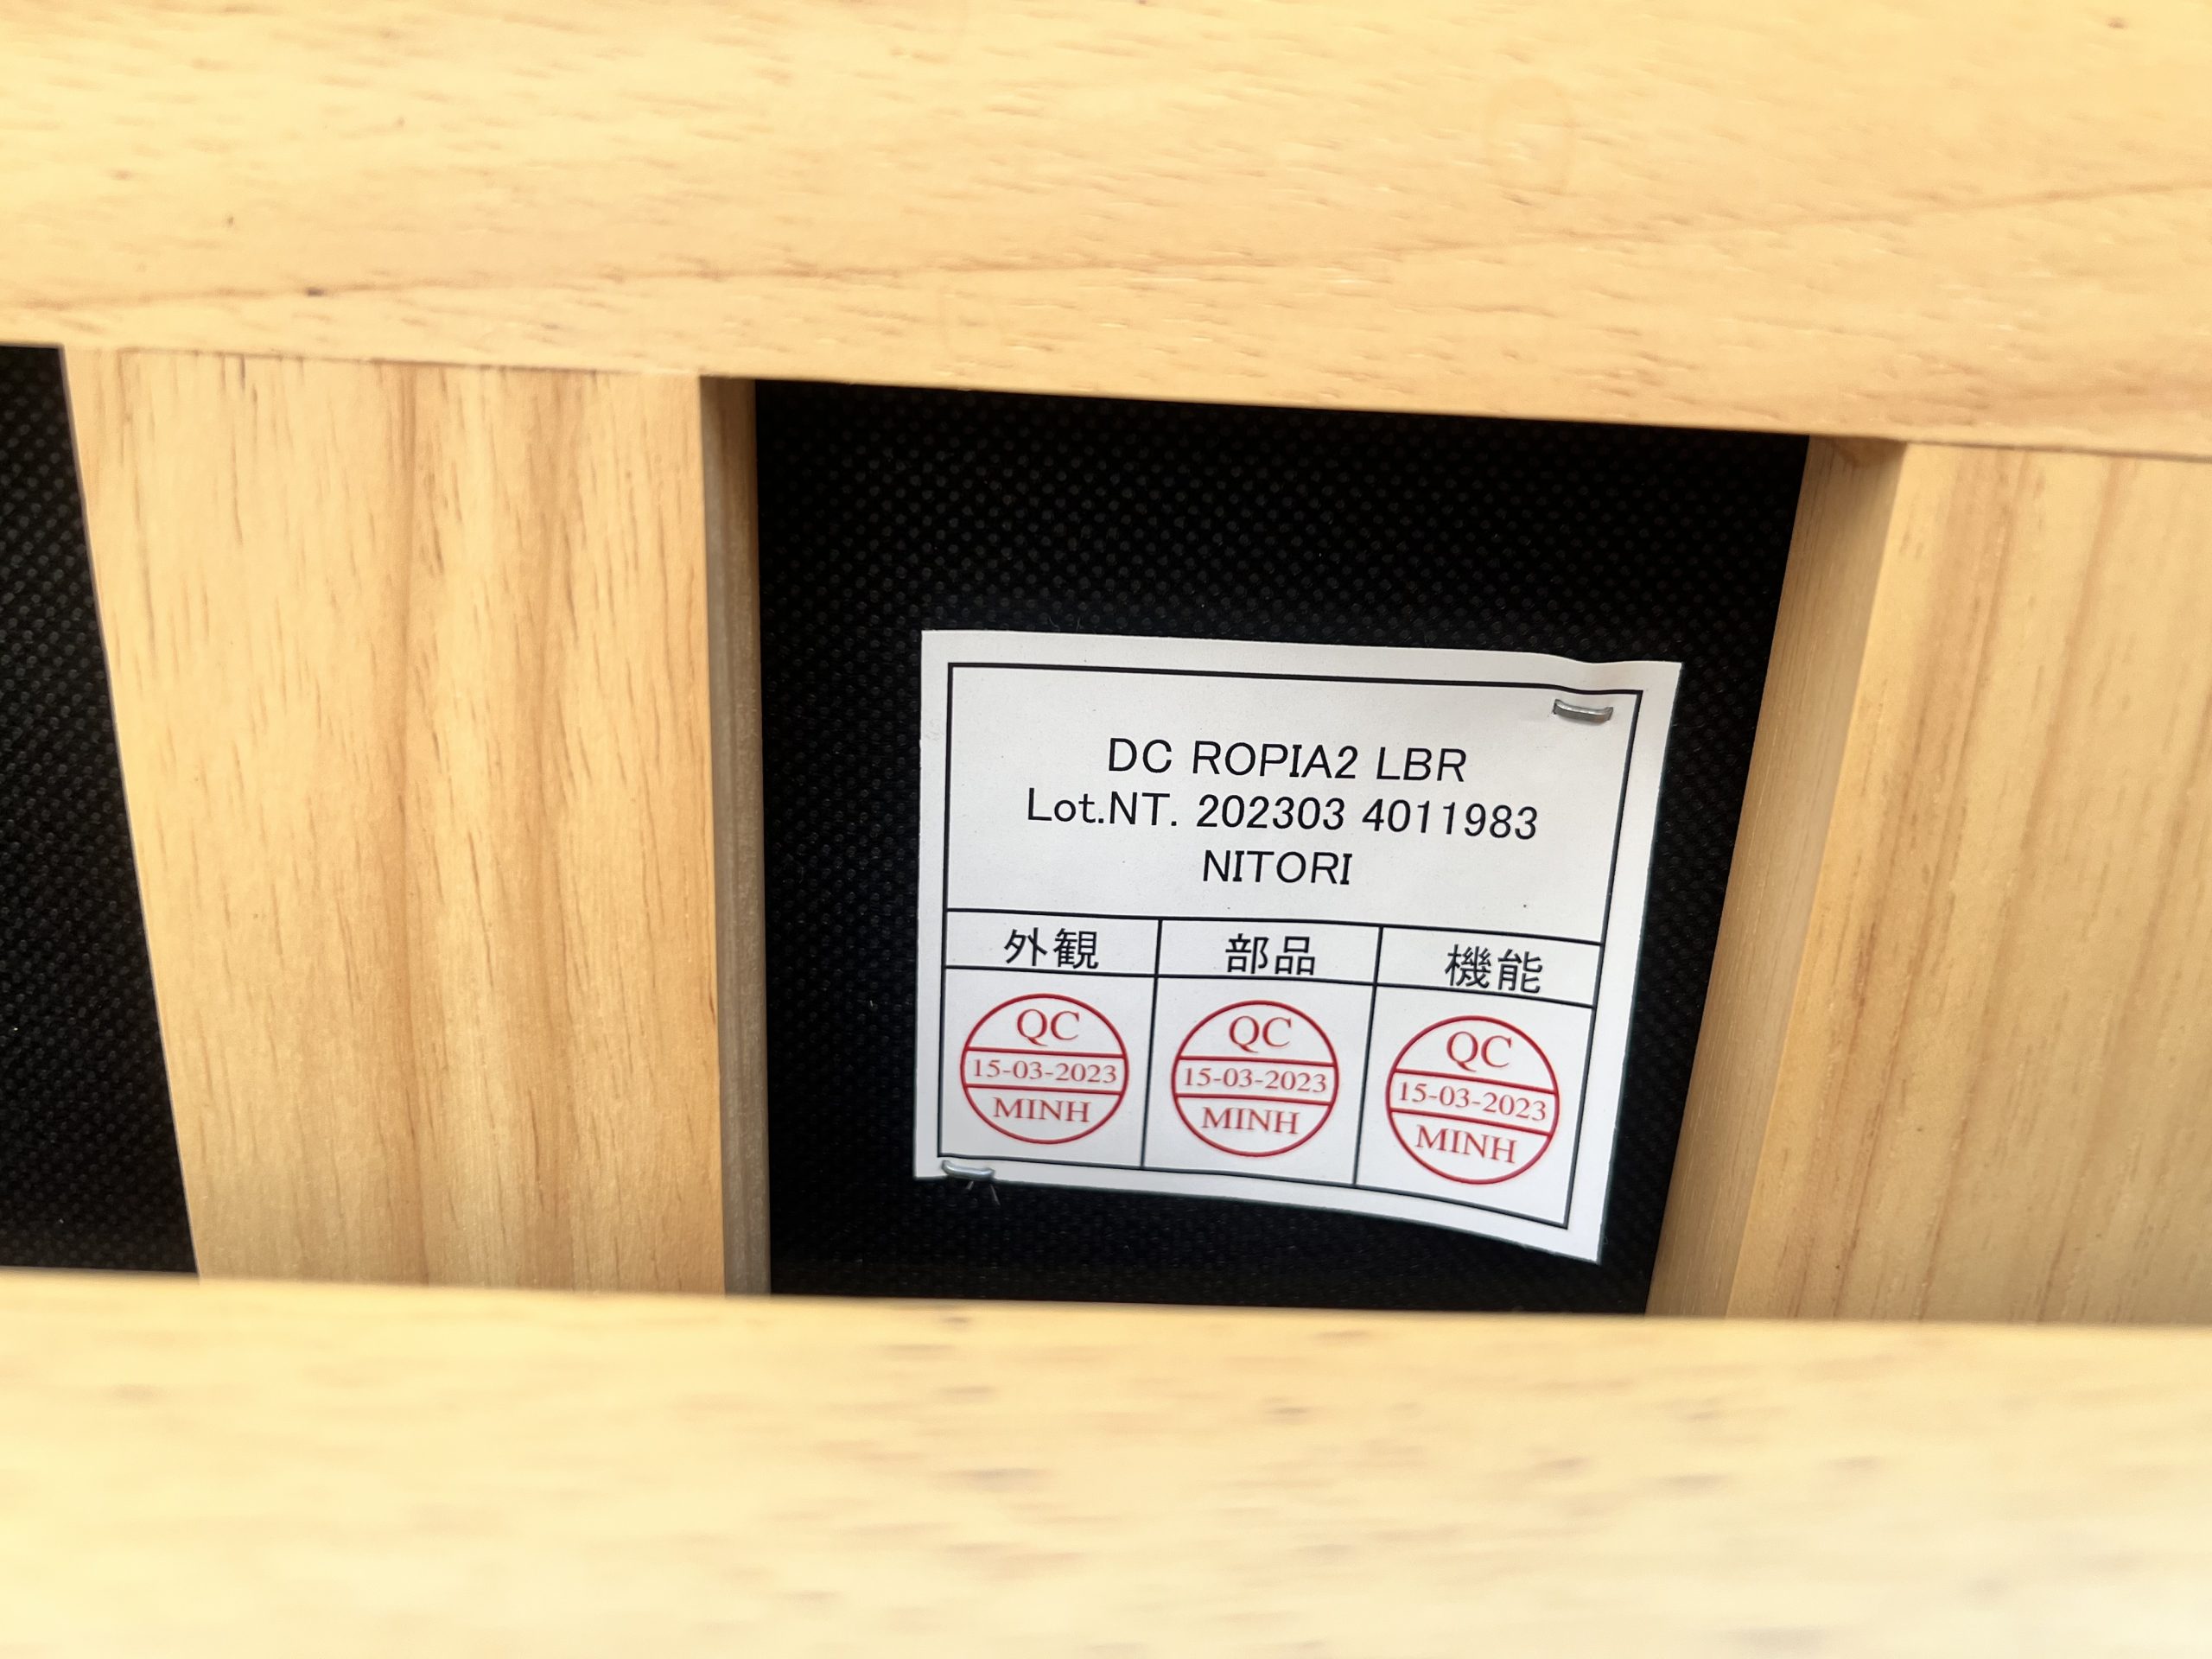 DC ROPIA2 LBR
Lot.NT. 202303 4011983
NITORI
外観 部品 機能
QC QC QC
15-03-2023 15-03-2023 15-03-2023
MINH MINH MINH